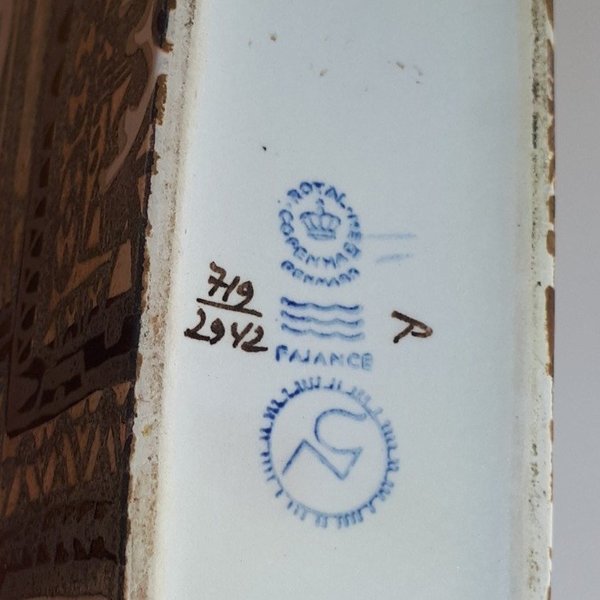 ROYAL
COPENHAGEN
DENMARK
719
2942
FAJANCE
P